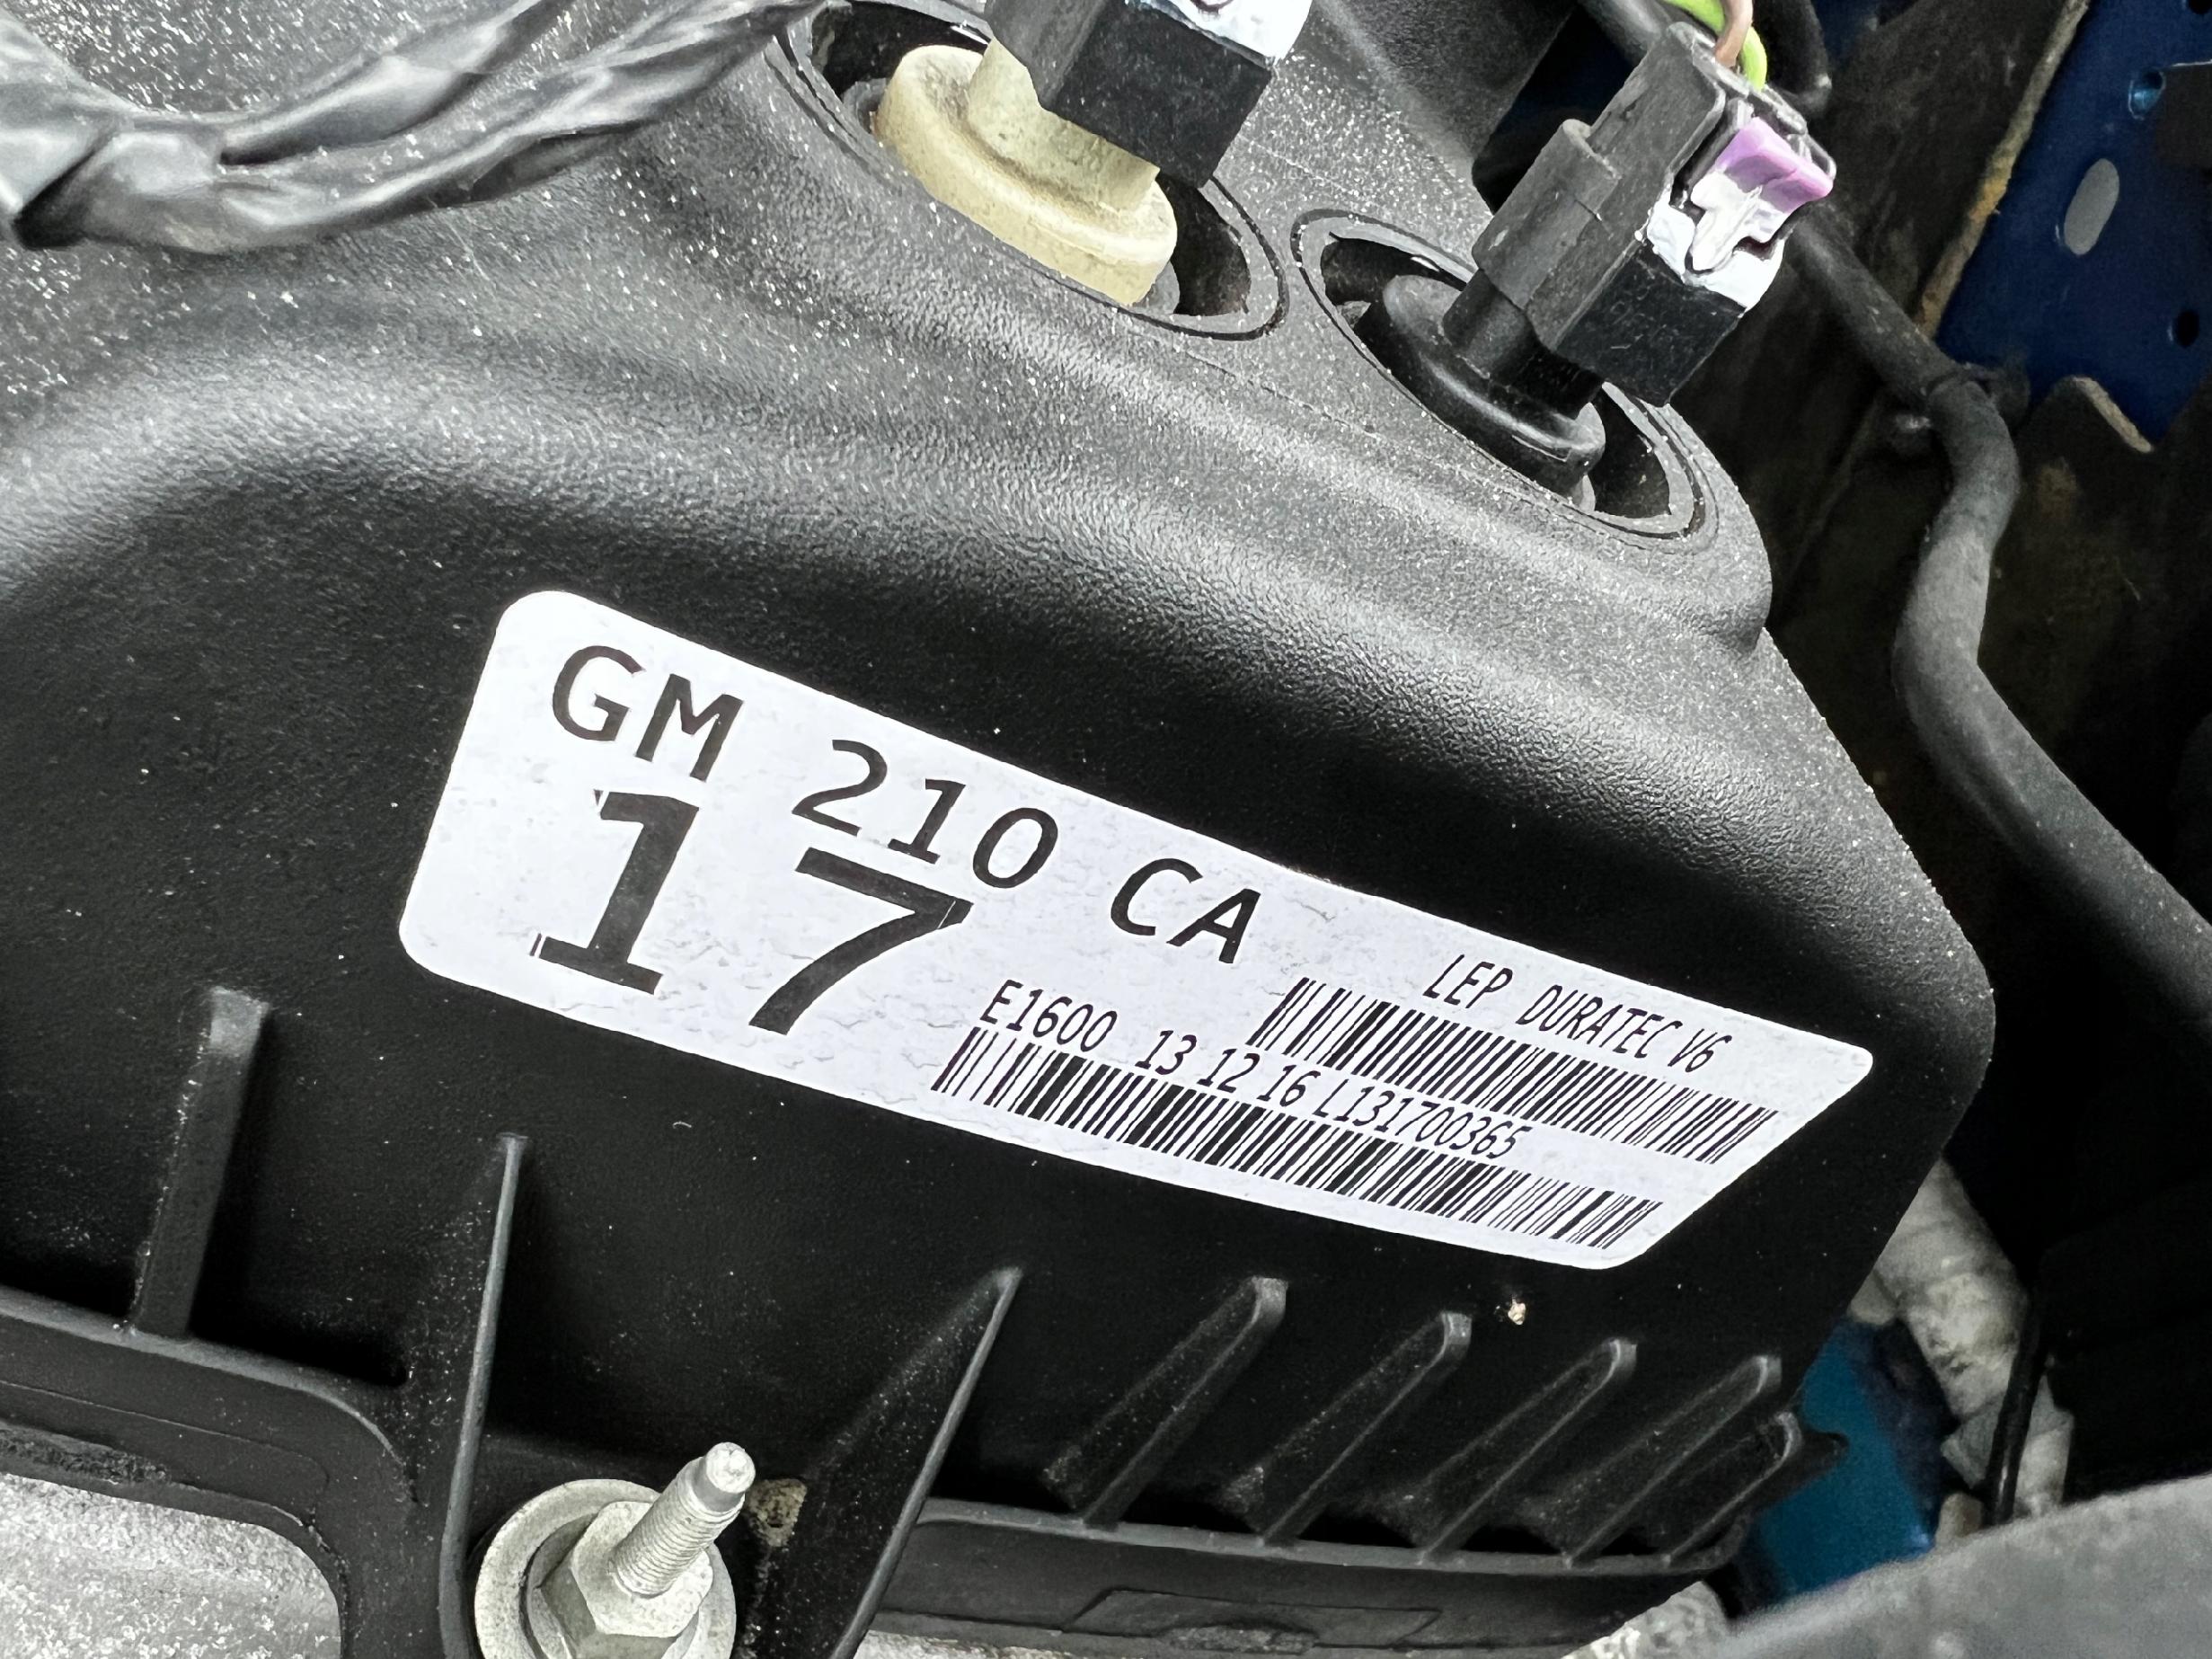 GM 210 CA
17
LEP DURATEC V6
E1600 13 12 16 L131700365